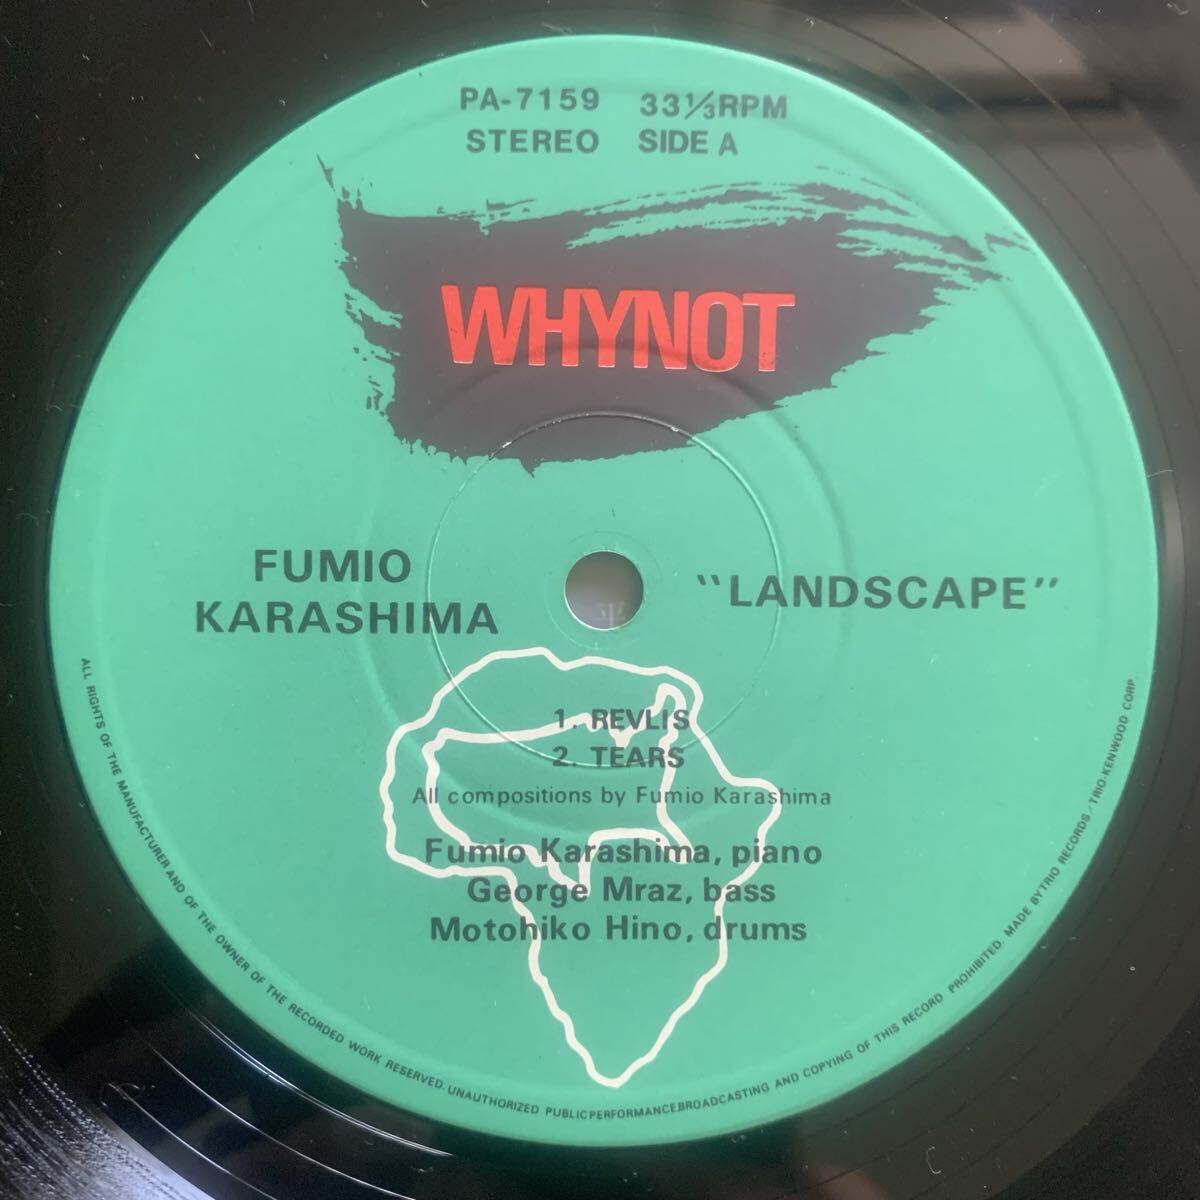 PA-7159 33⅓RPM
STEREO SIDE A
WHYNOT
FUMIO
KARASHIMA
"LANDSCAPE"
1. REVLIS
2. TEARS
All compositions by Fumio Karashima
Fumio Karashima, piano
George Mraz, bass
Motohiko Hino, drums
ALL RIGHTS OF THE MANUFACTURER AND OF THE OWNER OF THE RECORDED WORK RESERVED. UNAUTHORIZED PUBLIC PERFORMANCE BROADCASTING AND COPYING OF THIS RECORD PROHIBITED. MADE BY TRIO RECORDS/TRIO-KENWOOD CORP.
平